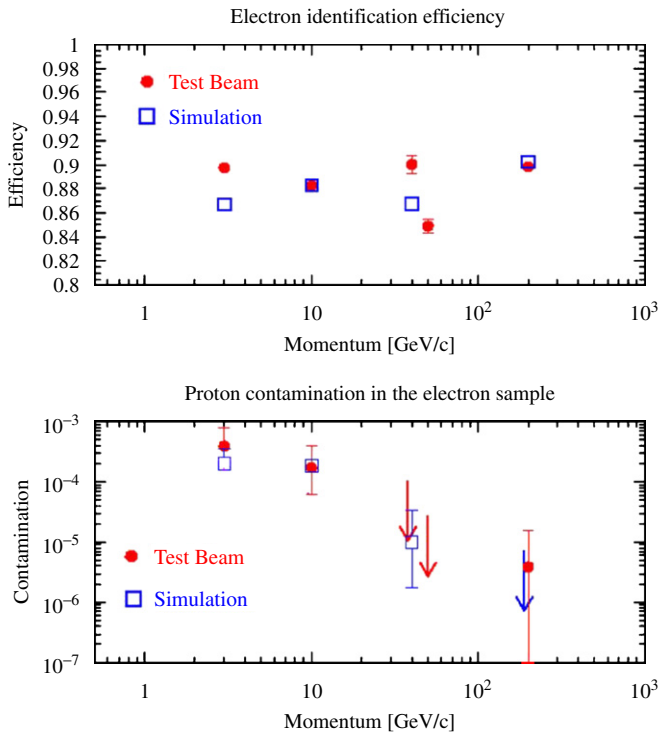 Electron identification efficiency
1
0.98
0.96
0.94
0.92
0.9
0.88
0.86
0.84
0.82
0.8
Efficiency
Test Beam
Simulation
1 10 10² 10³
Momentum [GeV/c]
Proton contamination in the electron sample
10⁻³
10⁻⁴
10⁻⁵
10⁻⁶
10⁻⁷
Contamination
Test Beam
Simulation
1 10 10² 10³
Momentum [GeV/c]